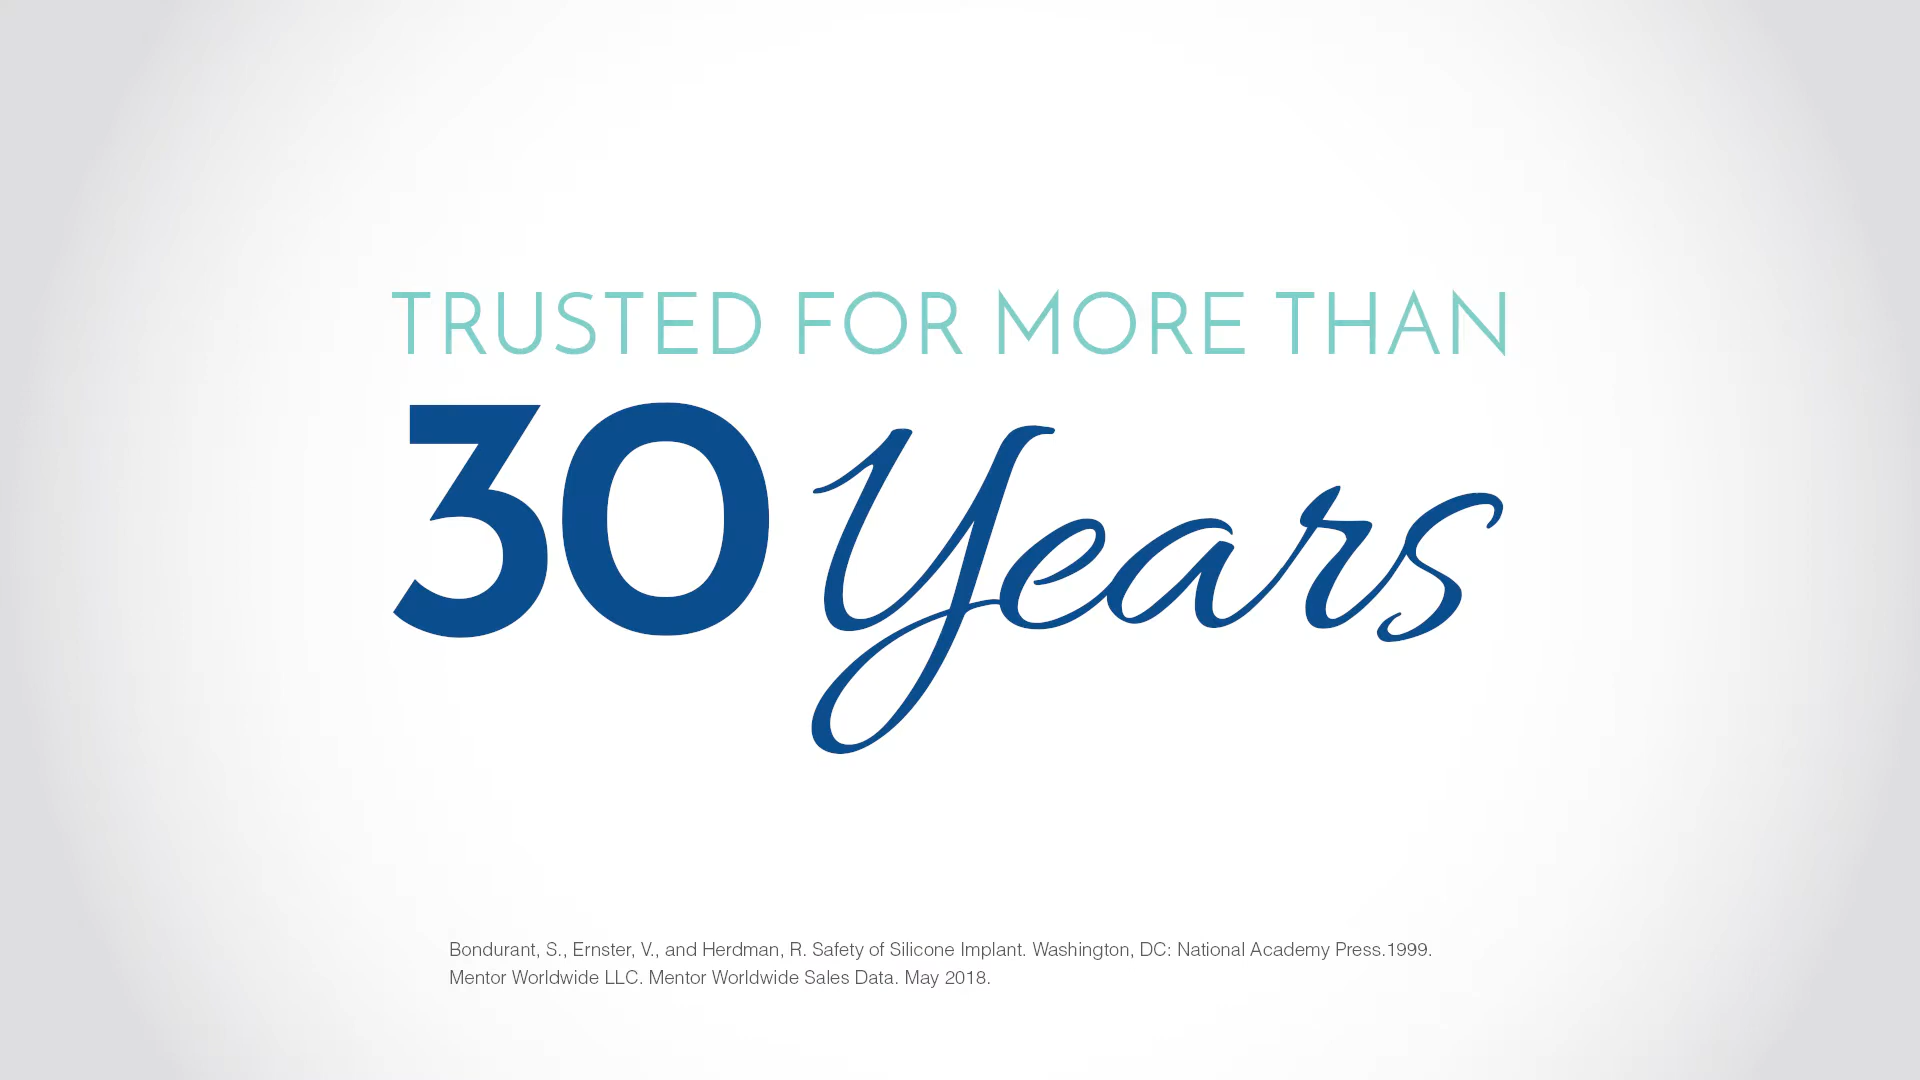 TRUSTED FOR MORE THAN
30 Years
Bondurant, S., Ernster, V., and Herdman, R. Safety of Silicone Implant. Washington, DC: National Academy Press.1999.
Mentor Worldwide LLC. Mentor Worldwide Sales Data. May 2018.